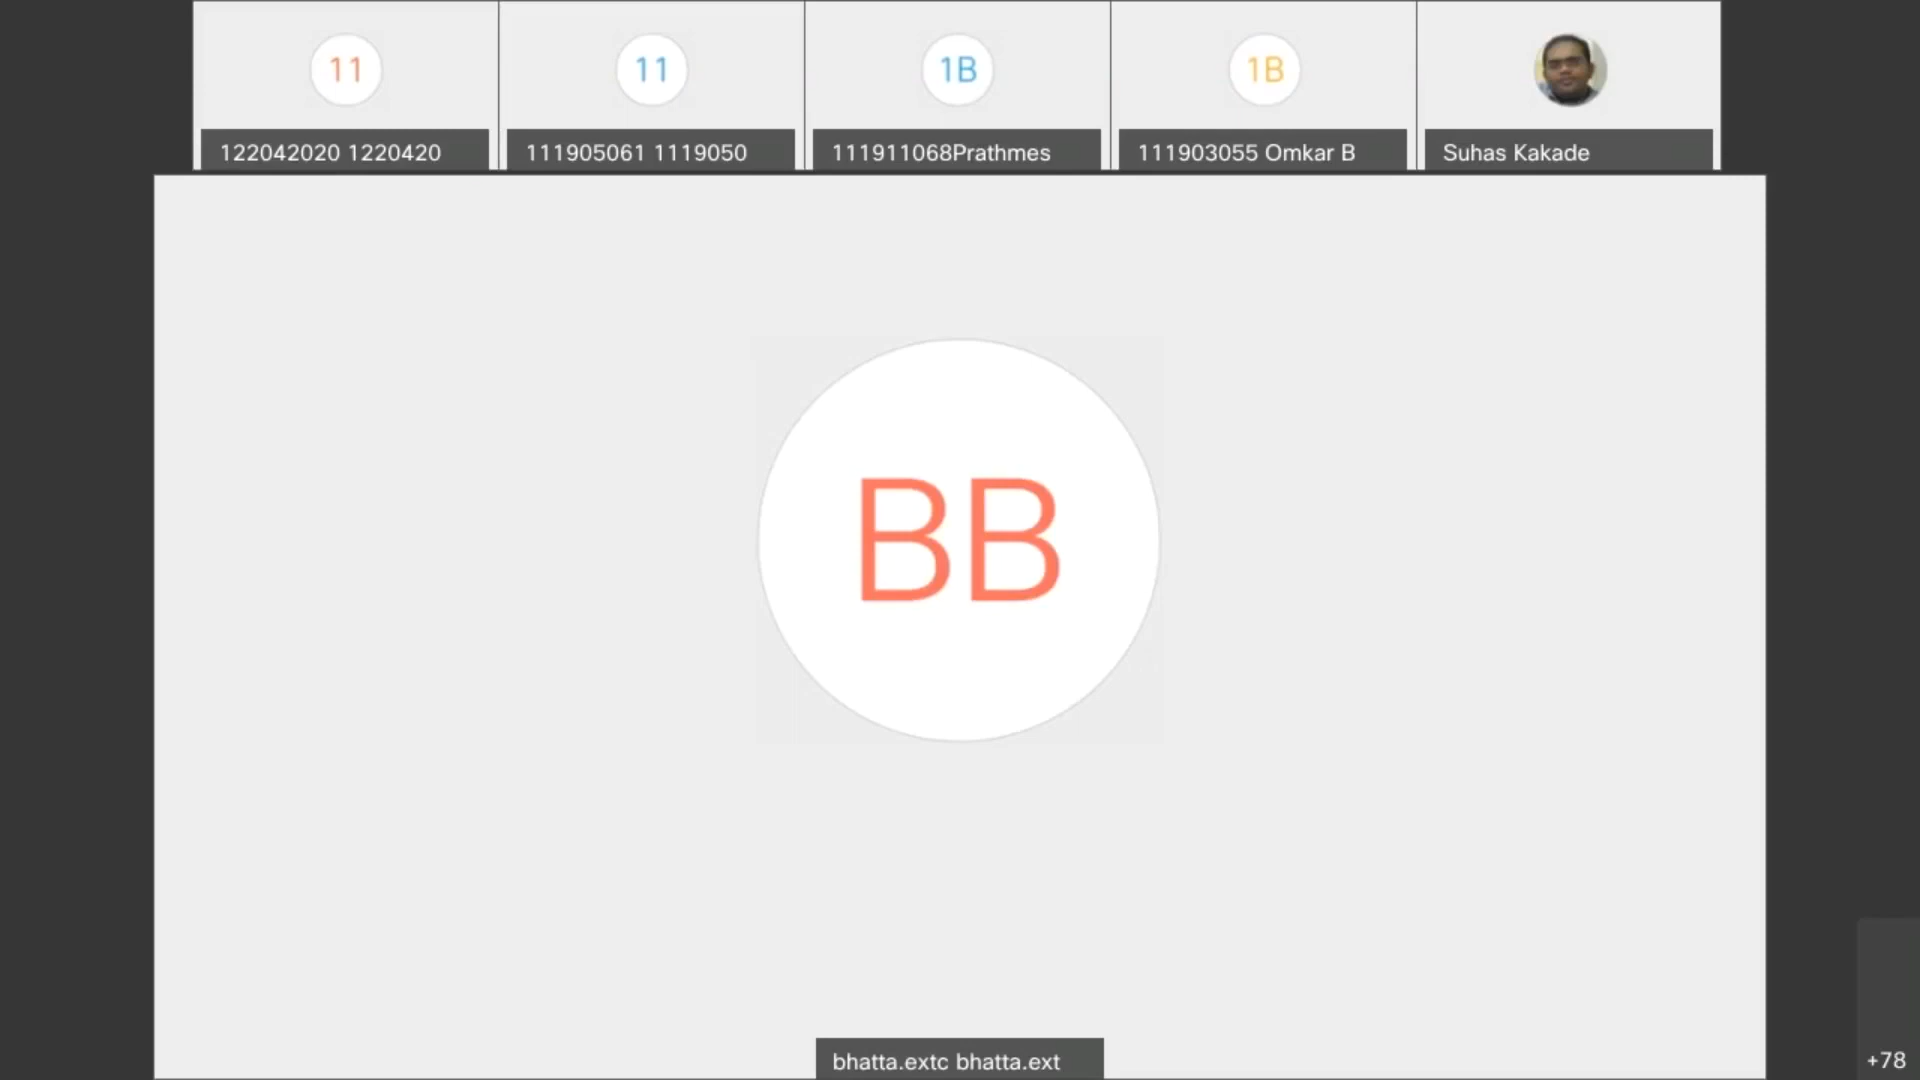 11
11
1B
1B
122042020 1220420
111905061 1119050
111911068Prathmes
111903055 Omkar B
Suhas Kakade
BB
bhatta.extc bhatta.ext
+78